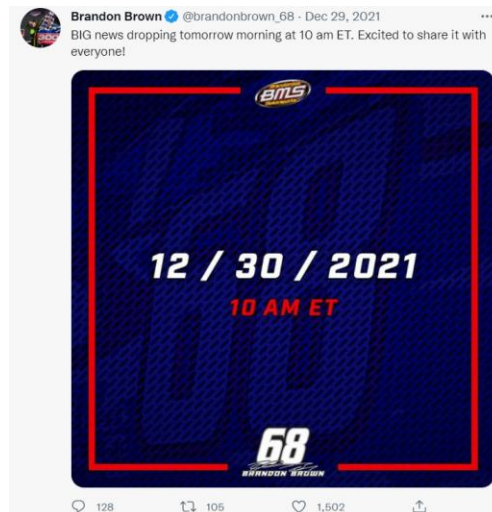 Brandon Brown @brandonbrown_68 · Dec 29, 2021
BIG news dropping tomorrow morning at 10 am ET. Excited to share it with
everyone!
BMS
12 / 30 / 2021
10 AM ET
68
BRANDON BROWN
128 105 1,502